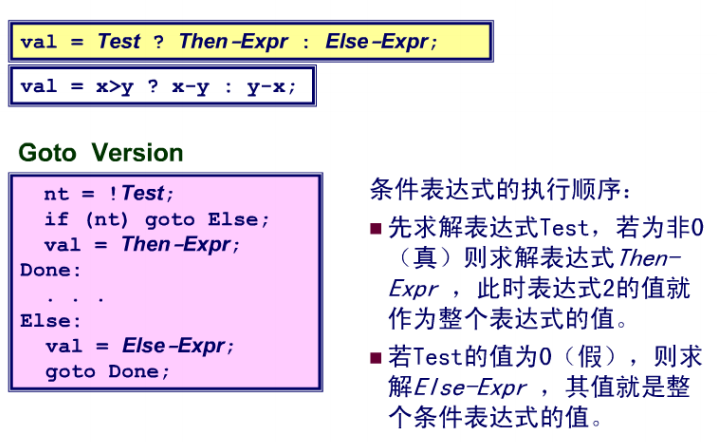 val = Test ? Then-Expr : Else-Expr;
val = x>y ? x-y : y-x;
Goto Version
nt = !Test;
if (nt) goto Else;
val = Then-Expr;
Done:
. . .
Else:
val = Else-Expr;
goto Done;
条件表达式的执行顺序：
■先求解表达式Test，若为非0
（真）则求解表达式Then-
Expr ，此时表达式2的值就
作为整个表达式的值。
■若Test的值为0（假），则求
解Else-Expr ，其值就是整
个条件表达式的值。